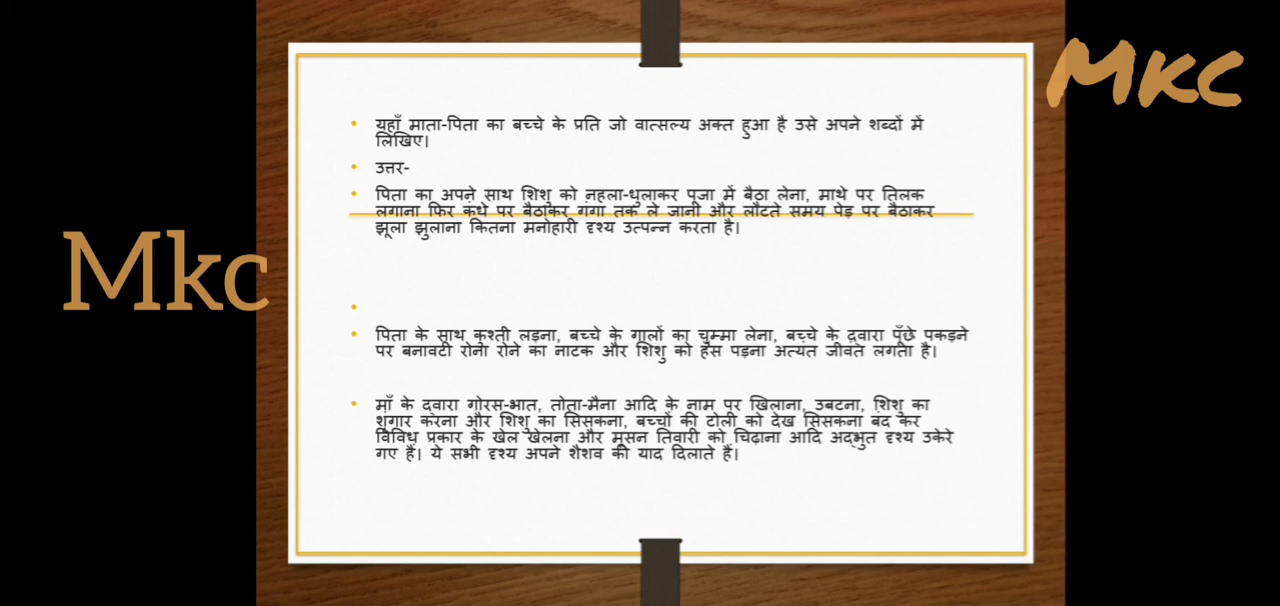 Mkc
यहाँ माता-पिता का बच्चे के प्रति जो वात्सल्य अक्त हुआ है उसे अपने शब्दों में
लिखिए।
उत्तर-
पिता का अपने साथ शिशु को नहला-धुलाकर पूजा में बैठा लेना, माथे पर तिलक
लगाना फिर कंधे पर बैठाकर गंगा तक ले जाना और लौटते समय पेड़ पर बैठाकर
झूला झुलाना कितना मनोहारी दृश्य उत्पन्न करता है।
Mkc
पिता के साथ कुश्ती लड़ना, बच्चे के गालों का चुम्मा लेना, बच्चे के द्वारा पूँछे पकड़ने
पर बनावटी रोना रोने का नाटक और शिशु को हँस पड़ना अत्यंत जीवंत लगता है।
माँ के द्वारा गोरस-भात, तोता-मैना आदि के नाम पर खिलाना, उबटना, शिशु का
शृंगार करना और शिशु का सिसकना, बच्चों की टोली को देख सिसकना बंद कर
विविध प्रकार के खेल खेलना और मूसन तिवारी को चिढ़ाना आदि अद्भुत दृश्य उकेरे
गए हैं। ये सभी दृश्य अपने शैशव की याद दिलाते हैं।